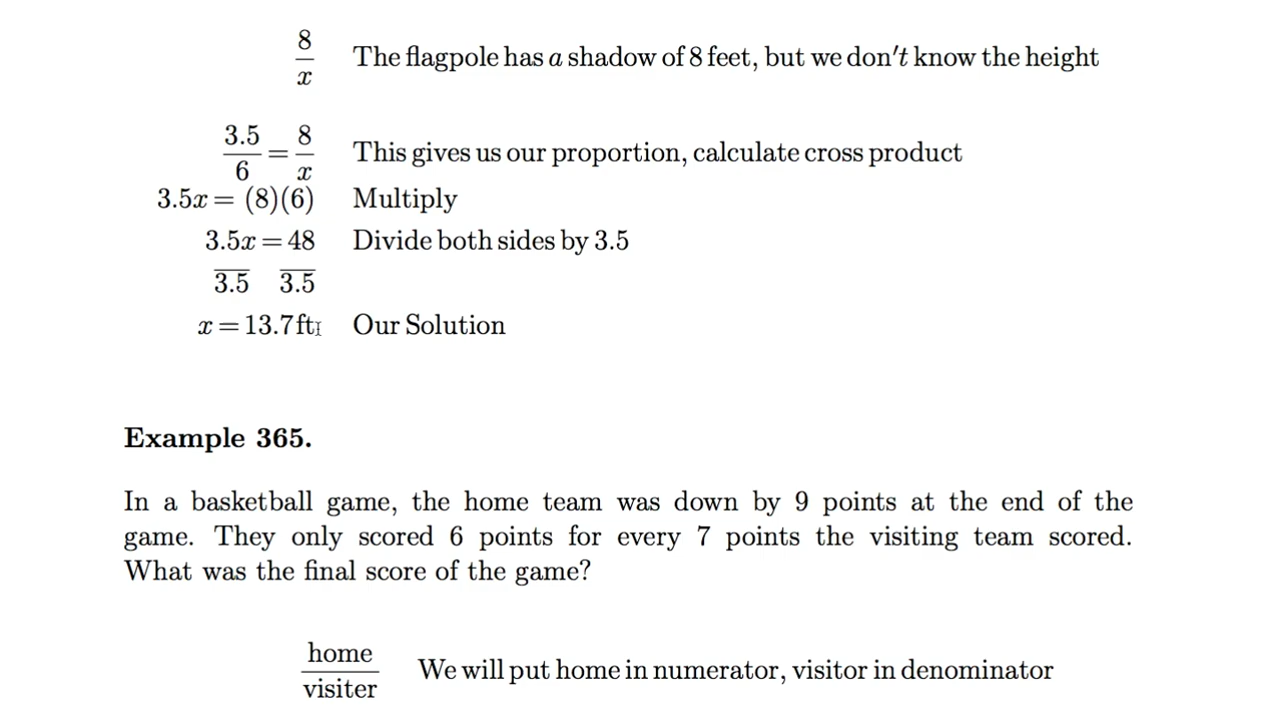 8/x The flagpole has a shadow of 8 feet, but we don't know the height
3.5/6 = 8/x This gives us our proportion, calculate cross product
3.5x = (8)(6) Multiply
3.5x = 48 Divide both sides by 3.5
3.5 3.5
x = 13.7ft Our Solution
Example 365.
In a basketball game, the home team was down by 9 points at the end of the
game. They only scored 6 points for every 7 points the visiting team scored.
What was the final score of the game?
home/visiter We will put home in numerator, visitor in denominator